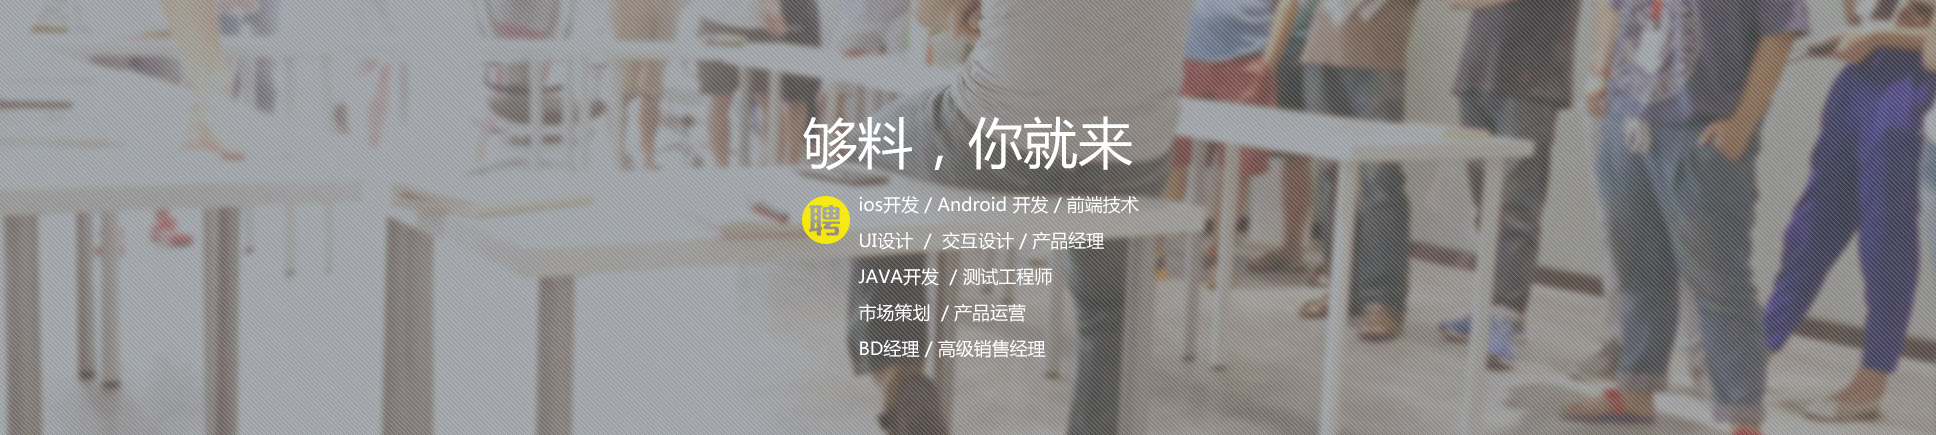 够料，你就来
聘
ios开发 / Android 开发 / 前端技术
UI设计 / 交互设计 / 产品经理
JAVA开发 / 测试工程师
市场策划 / 产品运营
BD经理 / 高级销售经理